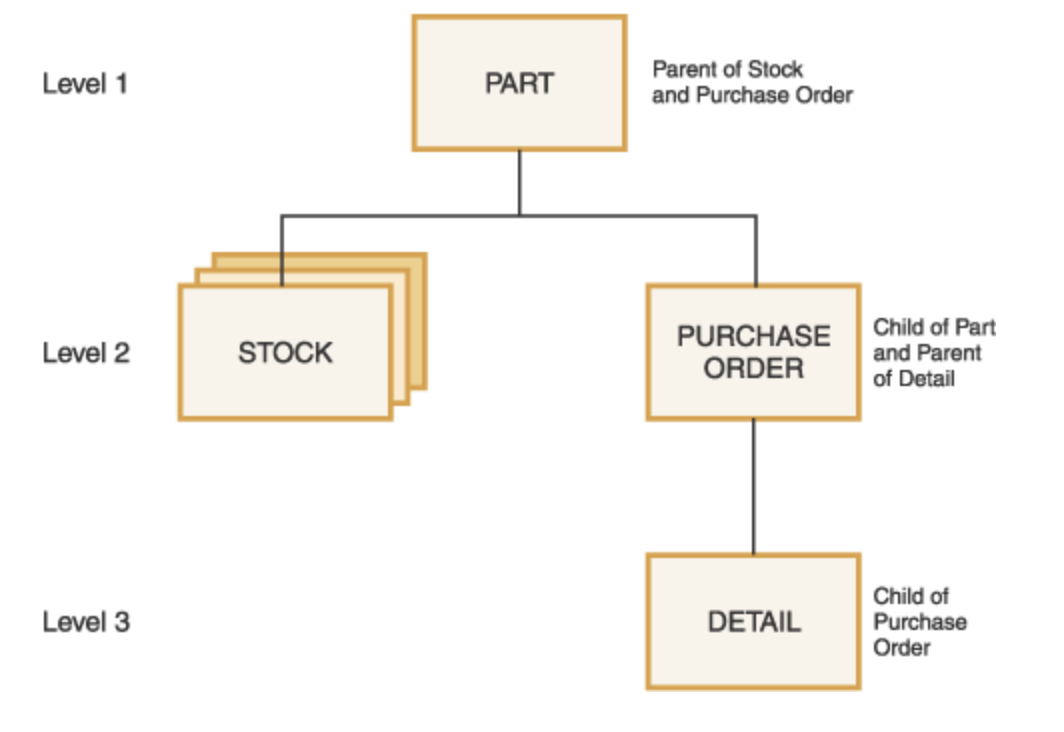 Level 1
PART
Parent of Stock
and Purchase Order
Level 2
STOCK
PURCHASE
ORDER
Child of Part
and Parent
of Detail
Level 3
DETAIL
Child of
Purchase
Order